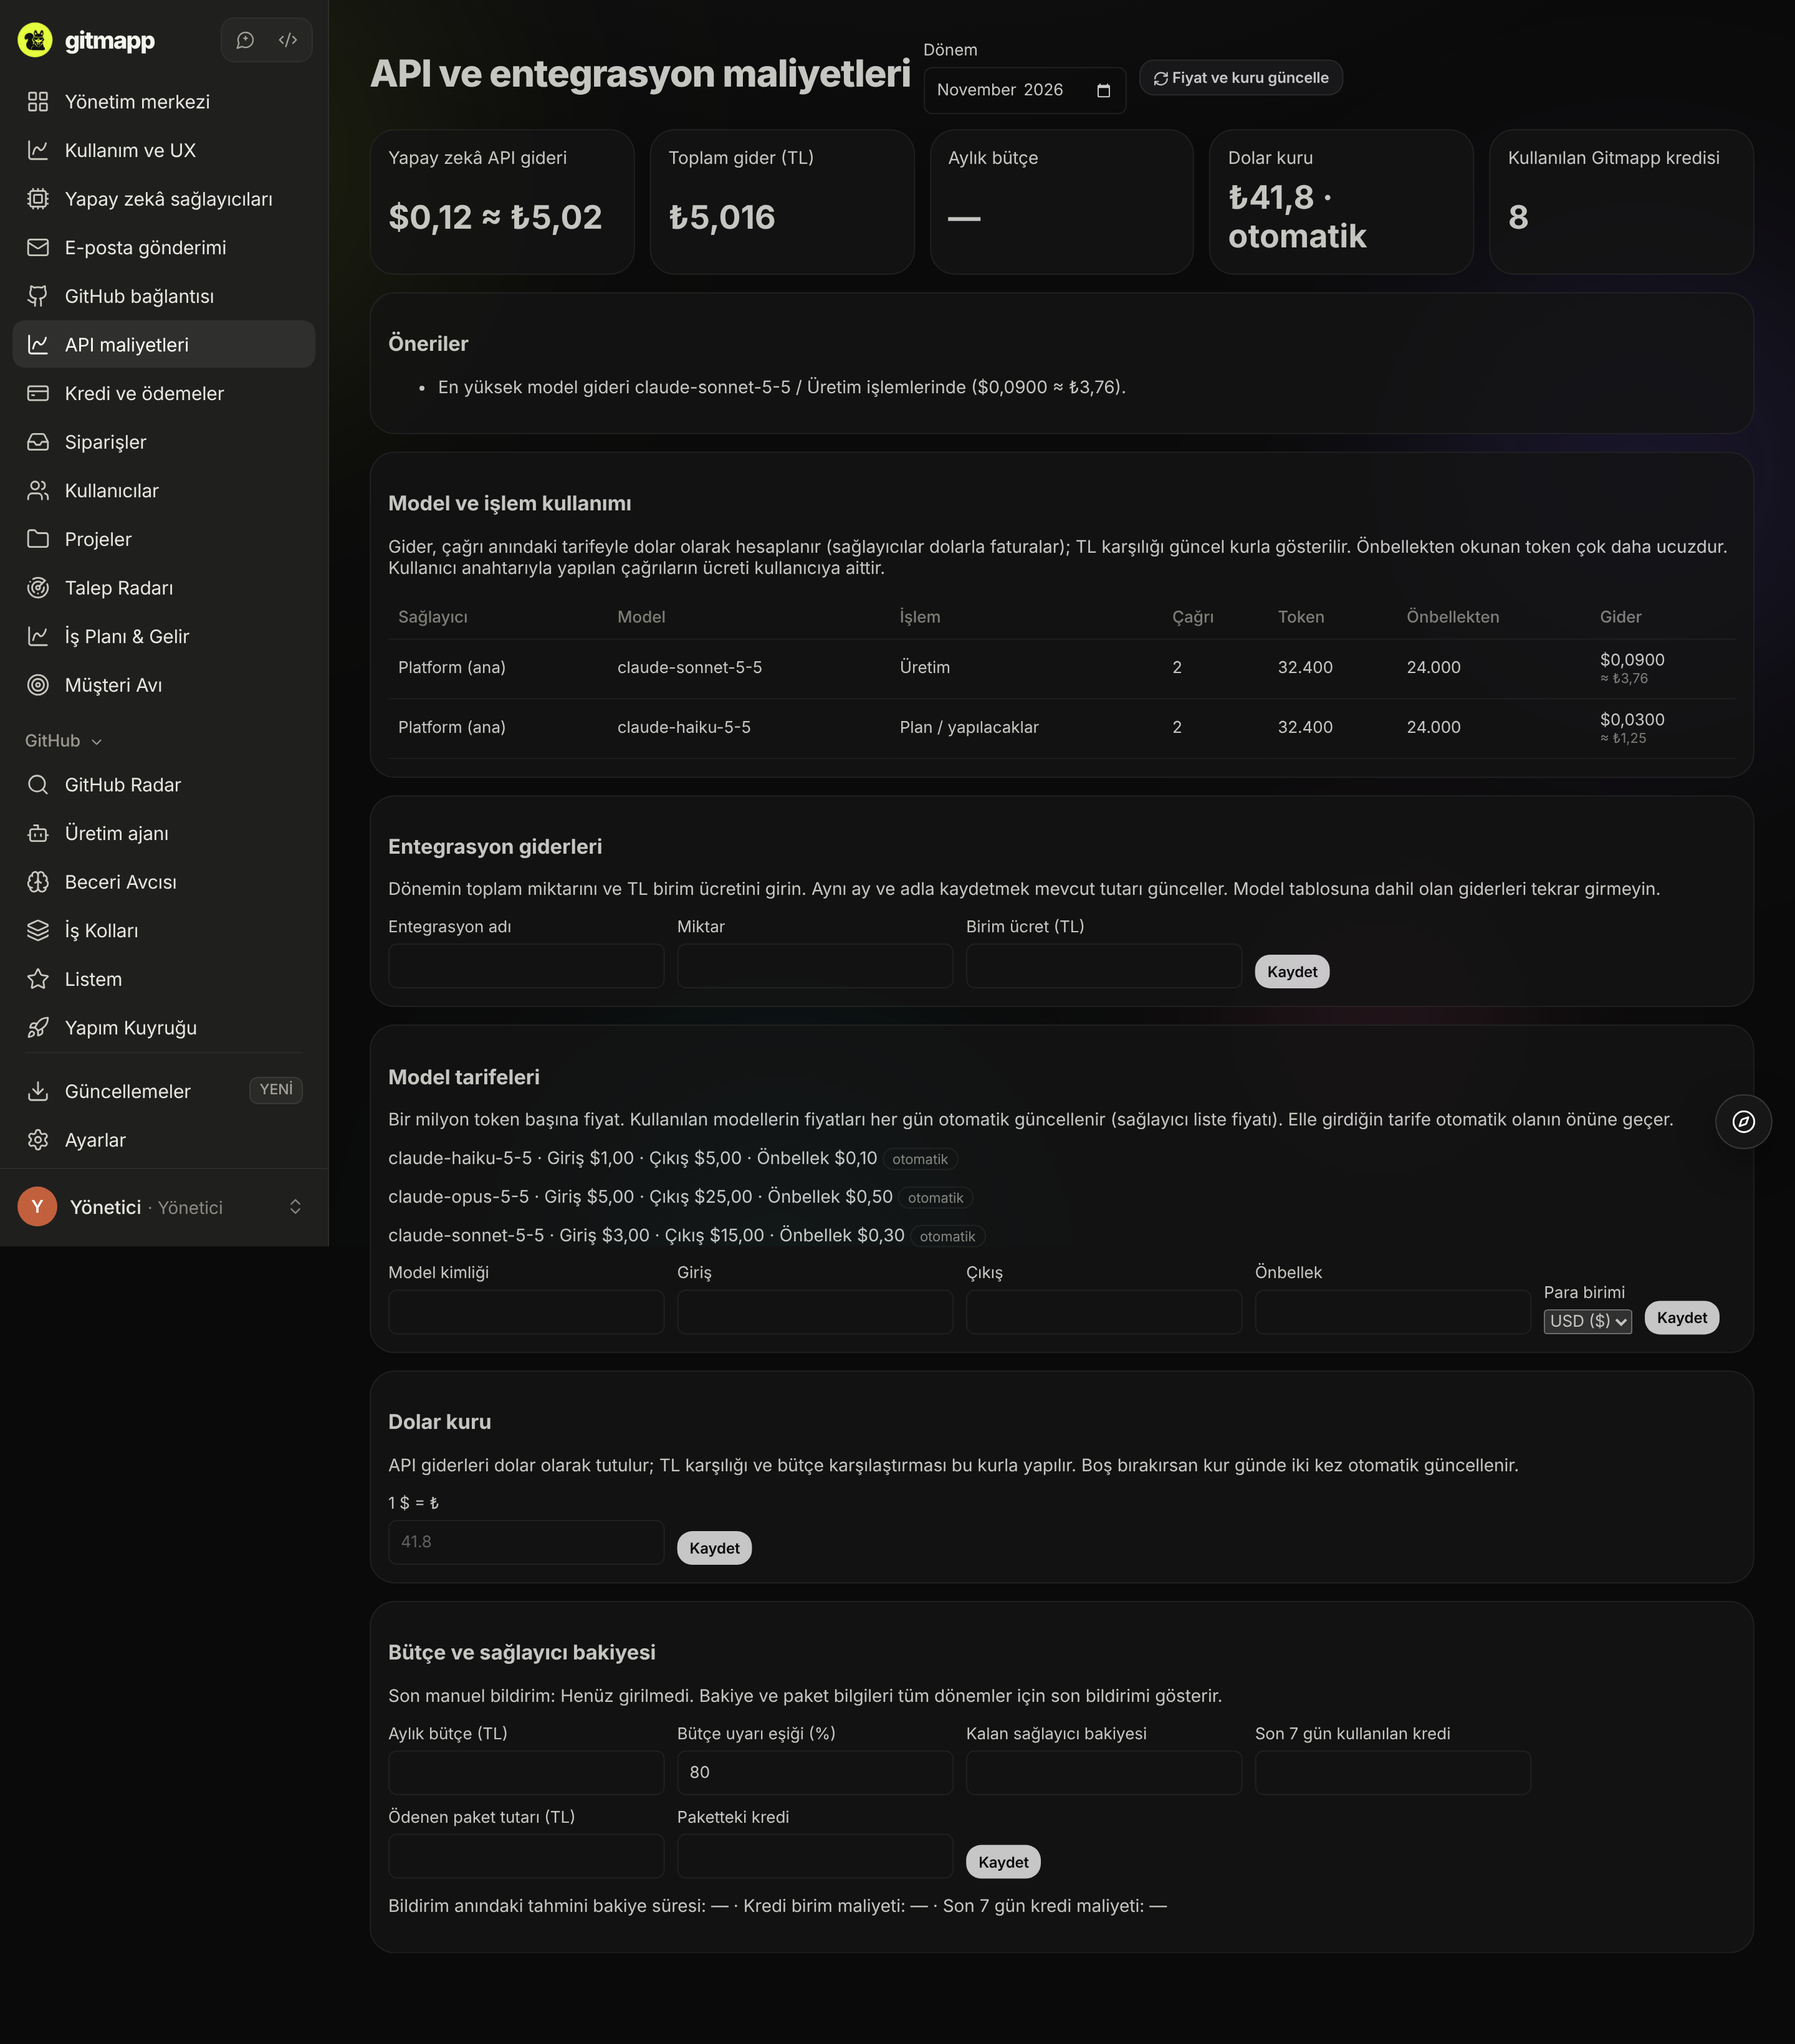 gitmapp
Yönetim merkezi
Kullanım ve UX
Yapay zekâ sağlayıcıları
E-posta gönderimi
GitHub bağlantısı
API maliyetleri
Kredi ve ödemeler
Siparişler
Kullanıcılar
Projeler
Talep Radarı
İş Planı & Gelir
Müşteri Avı
GitHub
GitHub Radar
Üretim ajanı
Beceri Avcısı
İş Kolları
Listem
Yapım Kuyruğu
Güncellemeler YENİ
Ayarlar
Y Yönetici · Yönetici
API ve entegrasyon maliyetleri
Dönem
November 2026
Fiyat ve kuru güncelle
Yapay zekâ API gideri
$0,12 ≈ ₺5,02
Toplam gider (TL)
₺5,016
Aylık bütçe
—
Dolar kuru
₺41,8 ·
otomatik
Kullanılan Gitmapp kredisi
8
Öneriler
• En yüksek model gideri claude-sonnet-5-5 / Üretim işlemlerinde ($0,0900 ≈ ₺3,76).
Model ve işlem kullanımı
Gider, çağrı anındaki tarifeyle dolar olarak hesaplanır (sağlayıcılar dolarla faturalar); TL karşılığı güncel kurla gösterilir. Önbellekten okunan token çok daha ucuzdur.
Kullanıcı anahtarıyla yapılan çağrıların ücreti kullanıcıya aittir.
Sağlayıcı Model İşlem Çağrı Token Önbellekten Gider
Platform (ana) claude-sonnet-5-5 Üretim 2 32.400 24.000 $0,0900
≈ ₺3,76
Platform (ana) claude-haiku-5-5 Plan / yapılacaklar 2 32.400 24.000 $0,0300
≈ ₺1,25
Entegrasyon giderleri
Dönemin toplam miktarını ve TL birim ücretini girin. Aynı ay ve adla kaydetmek mevcut tutarı günceller. Model tablosuna dahil olan giderleri tekrar girmeyin.
Entegrasyon adı Miktar Birim ücret (TL)
Kaydet
Model tarifeleri
Bir milyon token başına fiyat. Kullanılan modellerin fiyatları her gün otomatik güncellenir (sağlayıcı liste fiyatı). Elle girdiğin tarife otomatik olanın önüne geçer.
claude-haiku-5-5 · Giriş $1,00 · Çıkış $5,00 · Önbellek $0,10 otomatik
claude-opus-5-5 · Giriş $5,00 · Çıkış $25,00 · Önbellek $0,50 otomatik
claude-sonnet-5-5 · Giriş $3,00 · Çıkış $15,00 · Önbellek $0,30 otomatik
Model kimliği Giriş Çıkış Önbellek Para birimi
USD ($) Kaydet
Dolar kuru
API giderleri dolar olarak tutulur; TL karşılığı ve bütçe karşılaştırması bu kurla yapılır. Boş bırakırsan kur günde iki kez otomatik güncellenir.
1 $ = ₺
41.8 Kaydet
Bütçe ve sağlayıcı bakiyesi
Son manuel bildirim: Henüz girilmedi. Bakiye ve paket bilgileri tüm dönemler için son bildirimi gösterir.
Aylık bütçe (TL) Bütçe uyarı eşiği (%) Kalan sağlayıcı bakiyesi Son 7 gün kullanılan kredi
80
Ödenen paket tutarı (TL) Paketteki kredi
Kaydet
Bildirim anındaki tahmini bakiye süresi: — · Kredi birim maliyeti: — · Son 7 gün kredi maliyeti: —